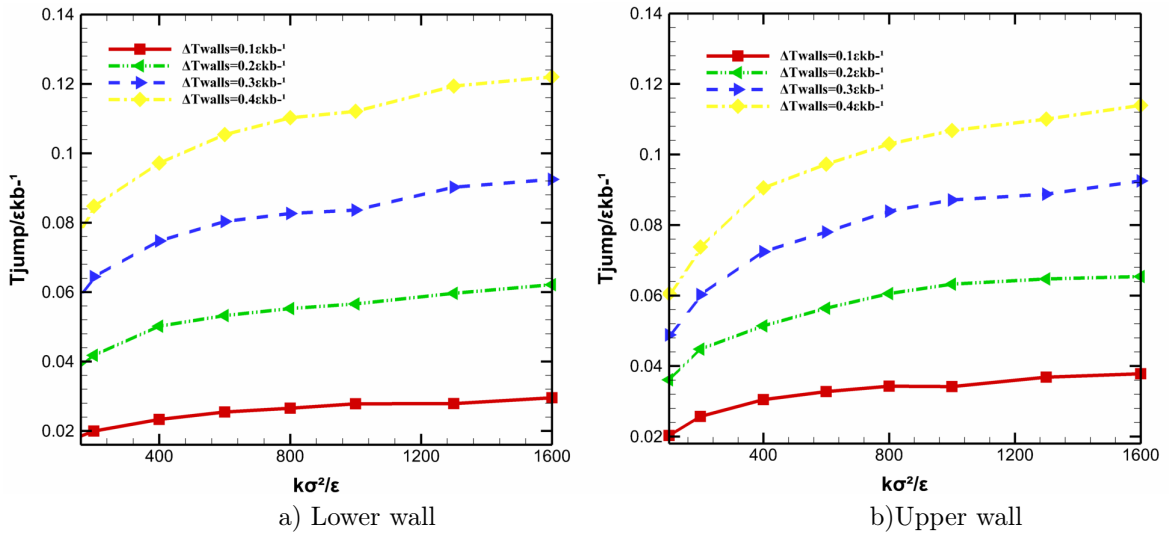 0.14
0.12
0.1
0.08
0.06
0.04
0.02
Tjump/εkb-¹
ΔTwalls=0.1εkb-¹
ΔTwalls=0.2εkb-¹
ΔTwalls=0.3εkb-¹
ΔTwalls=0.4εkb-¹
400 800 1200 1600
kσ²/ε
a) Lower wall
0.14
0.12
0.1
0.08
0.06
0.04
0.02
Tjump/εkb-¹
ΔTwalls=0.1εkb-¹
ΔTwalls=0.2εkb-¹
ΔTwalls=0.3εkb-¹
ΔTwalls=0.4εkb-¹
400 800 1200 1600
kσ²/ε
b)Upper wall